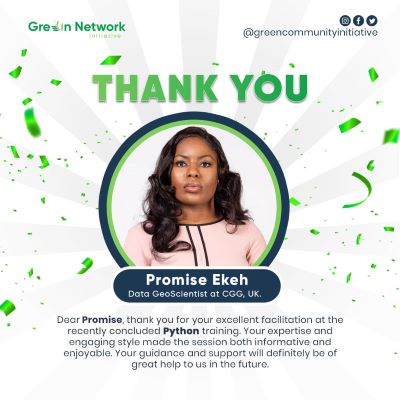 Green Network
initiative
@greencommunityinitiative
THANK YOU
Promise Ekeh
Data GeoScientist at CGG, UK.
Dear Promise, thank you for your excellent facilitation at the
recently concluded Python training. Your expertise and
engaging style made the session both informative and
enjoyable. Your guidance and support will definitely be of
great help to us in the future.